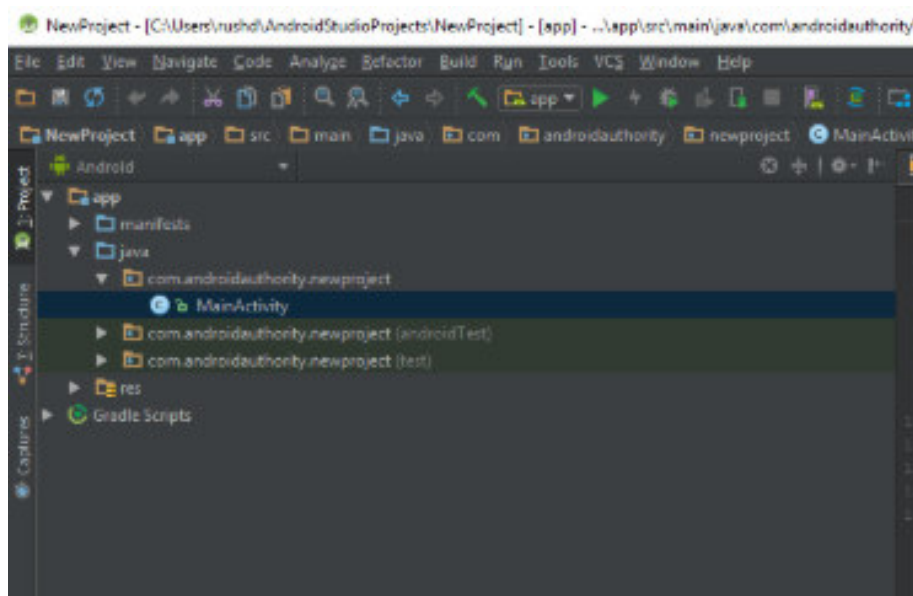 NewProject - [C:\Users\rushd\AndroidStudioProjects\NewProject] - [app] - ...\app\src\main\java\com\androidauthority
File Edit View Navigate Code Analyze Refactor Build Run Tools VCS Window Help
app
NewProject app src main java com androidauthority newproject MainActivi
Android
1: Project
app
manifests
java
com.androidauthority.newproject
MainActivity
com.androidauthority.newproject (androidTest)
com.androidauthority.newproject (test)
res
Gradle Scripts
Z: Structure
Captures